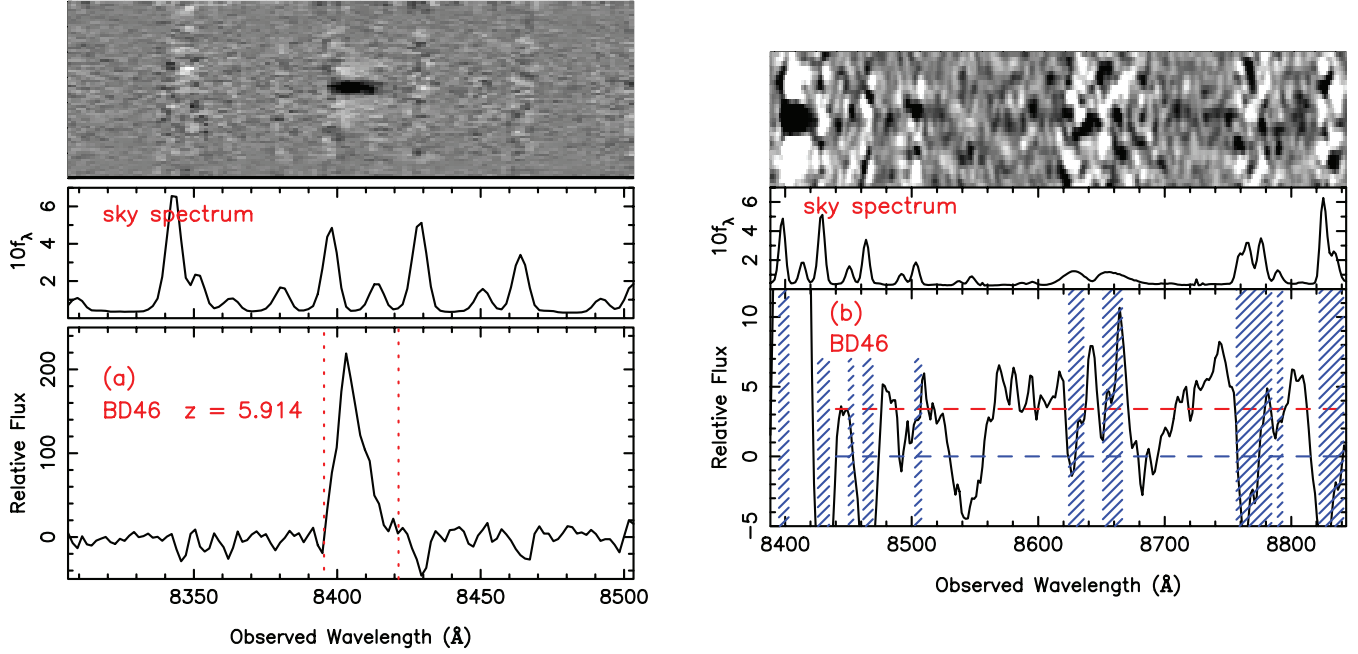 10fλ
6
4
2
sky spectrum
Relative Flux
200
100
0
(a)
BD46 z = 5.914
8350
8400
8450
8500
Observed Wavelength (Å)
10fλ
6
4
2
sky spectrum
Relative Flux
10
5
0
−5
(b)
BD46
8400
8500
8600
8700
8800
Observed Wavelength (Å)